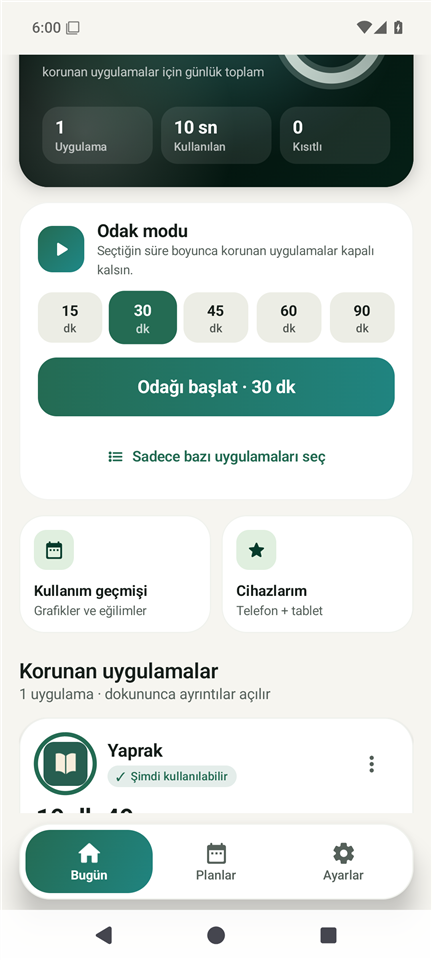 6:00
korunan uygulamalar için günlük toplam
1
Uygulama
10 sn
Kullanılan
0
Kısıtlı
Odak modu
Seçtiğin süre boyunca korunan uygulamalar kapalı
kalsın.
15
dk
30
dk
45
dk
60
dk
90
dk
Odağı başlat · 30 dk
Sadece bazı uygulamaları seç
Kullanım geçmişi
Grafikler ve eğilimler
Cihazlarım
Telefon + tablet
Korunan uygulamalar
1 uygulama · dokununca ayrıntılar açılır
Yaprak
✓ Şimdi kullanılabilir
Bugün
Planlar
Ayarlar